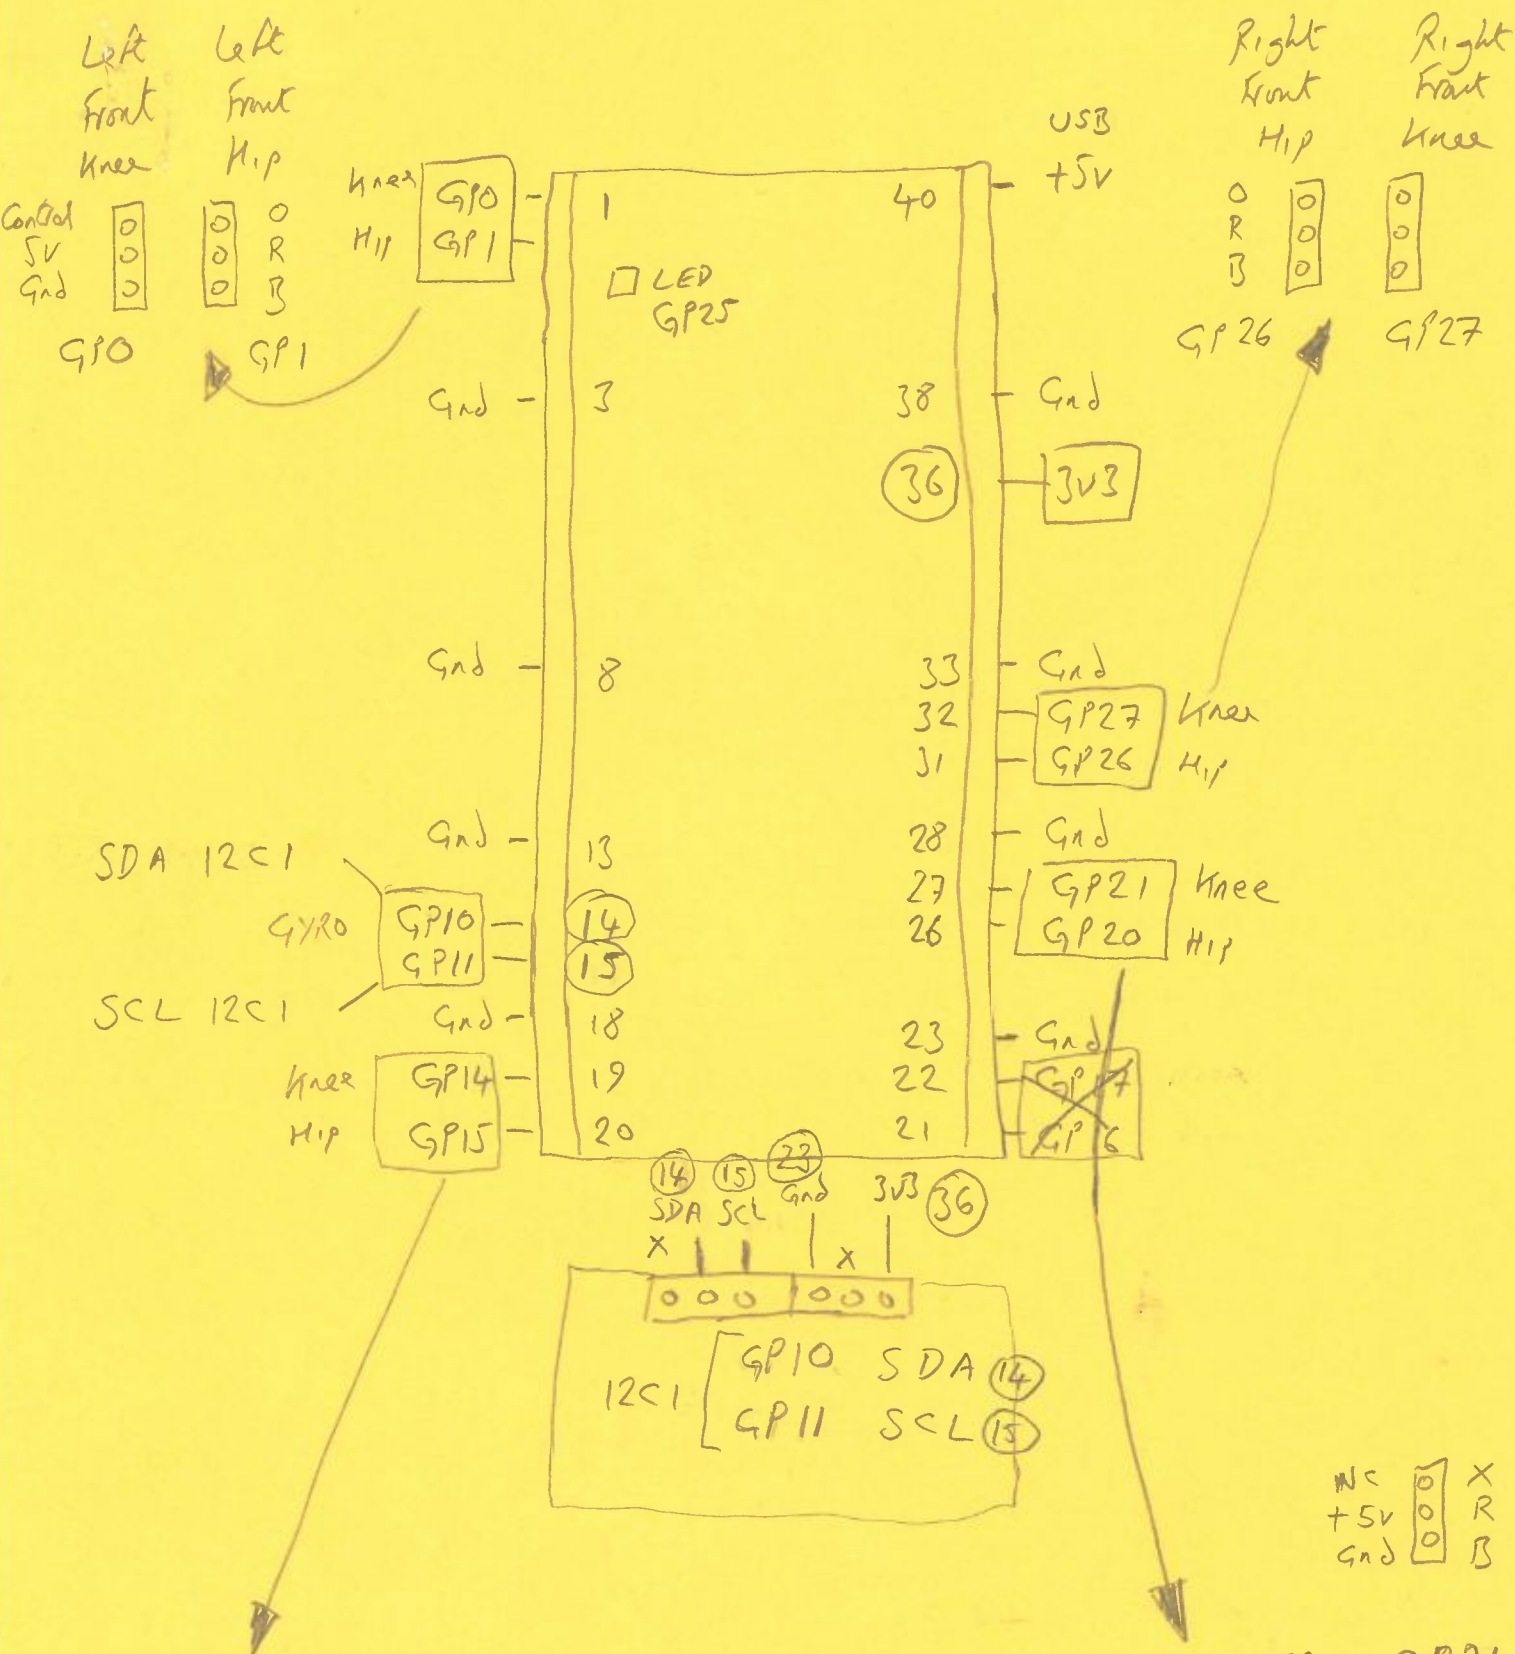 Left
Front
Knee
Left
Front
Hip
Control
5V
Gnd
O
R
B
GP0
GP1
Knee GP0
Hip GP1
1
40
USB
+5v
LED
GP25
Right
Front
Hip
Right
Front
Knee
O
R
B
GP26
GP27
Gnd 3
38 Gnd
36 3v3
Gnd 8
33 Gnd
32 GP27 Knee
31 GP26 Hip
Gnd 13
28 Gnd
27 GP21 Knee
26 GP20 Hip
SDA I2C1
GYRO GP10 14
GP11 15
SCL I2C1
Gnd 18
23 Gnd
Knee GP14 19
22
Hip GP15 20
21
14 15 23 36
SDA SCL Gnd 3v3
X X
I2C1
GP10 SDA 14
GP11 SCL 15
NC X
+5v R
Gnd B
GP21